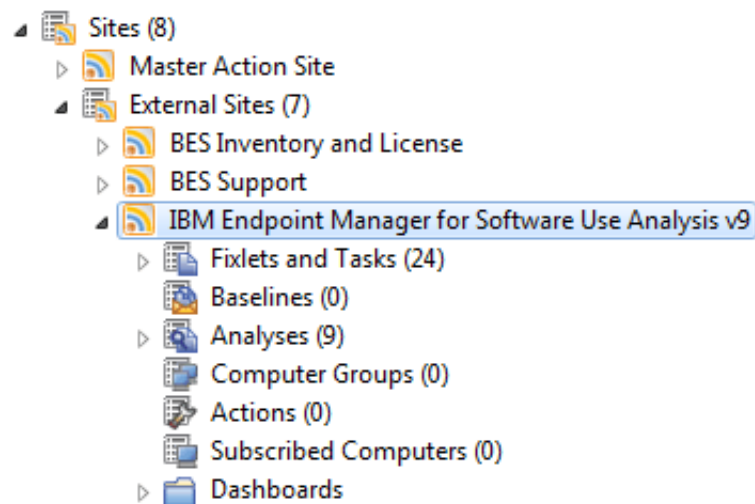 Sites (8)
Master Action Site
External Sites (7)
BES Inventory and License
BES Support
IBM Endpoint Manager for Software Use Analysis v9
Fixlets and Tasks (24)
Baselines (0)
Analyses (9)
Computer Groups (0)
Actions (0)
Subscribed Computers (0)
Dashboards